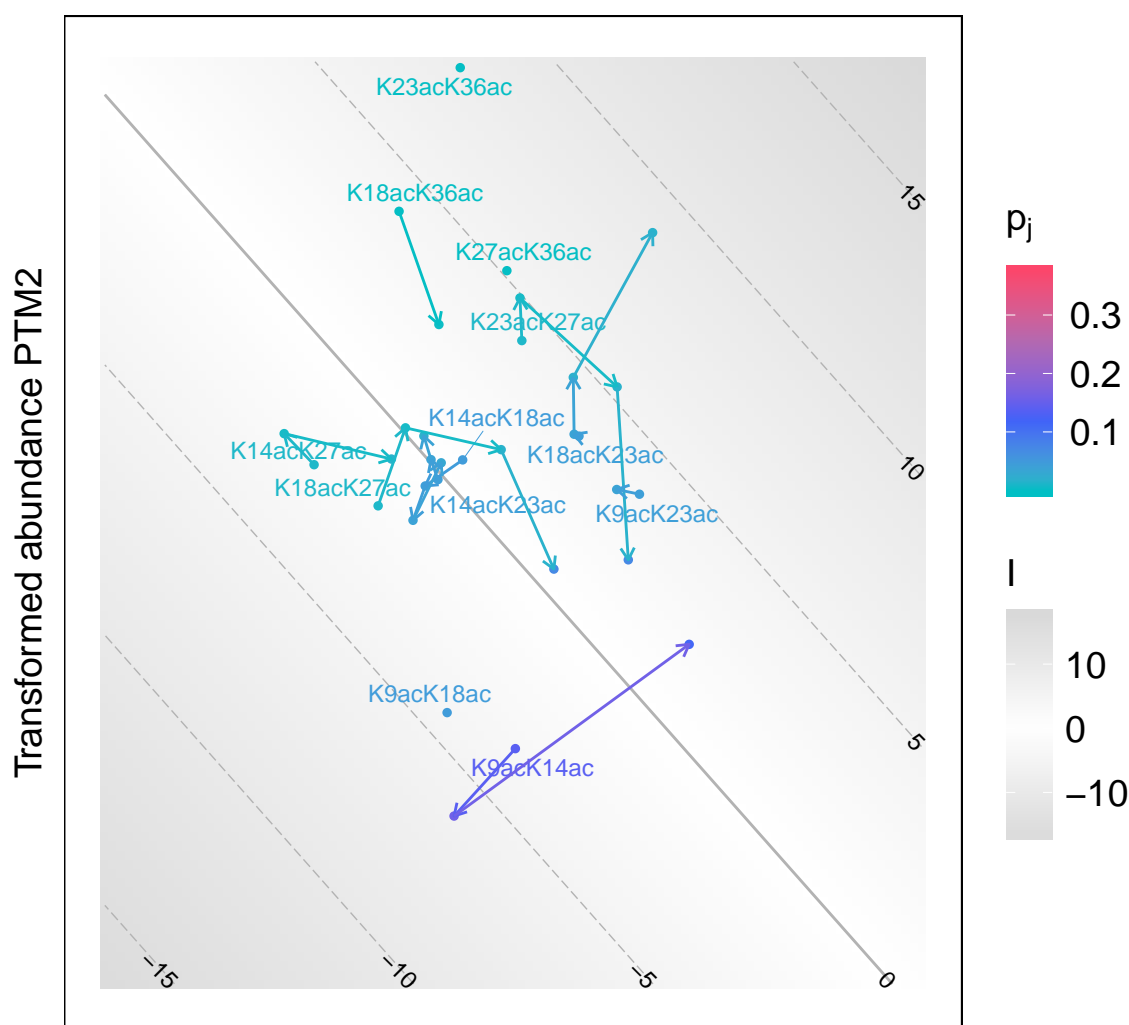 K23acK36ac
K18acK36ac
15
K27acK36ac
K23acK27ac
K14acK18ac
K14acK27ac
K18acK23ac
10
K18acK27ac
K14acK23ac
K9acK23ac
K9acK18ac
5
K9acK14ac
−15
−10
−5
0
Transformed abundance PTM2
pj
0.3
0.2
0.1
I
10
0
−10